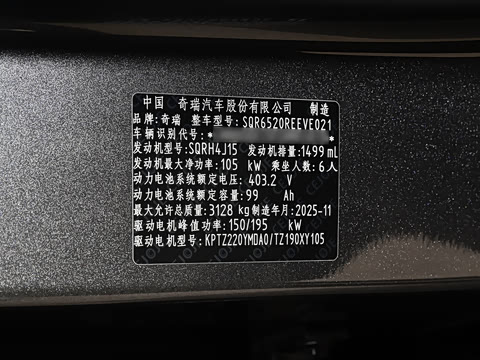 中国 奇瑞汽车股份有限公司 制造
品牌:奇瑞 整车型号:SQR6520REEVE021
车辆识别代号:* *
发动机型号:SQRH4J15 发动机排量:1499 mL
发动机最大净功率:105 kW 乘坐人数:6人
动力电池系统额定电压:403.2 V
动力电池系统额定容量:99 Ah
最大允许总质量:3128 kg 制造年月:2025-11
驱动电机峰值功率:150/195 kW
驱动电机型号:KPTZ220YMDA0/TZ190XY105